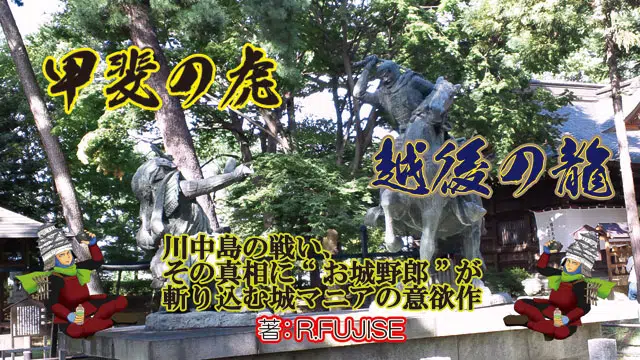 甲斐の虎
越後の龍
川中島の戦い、
その真相に“お城野郎”が
斬り込む城マニアの意欲作
著：R.FUJISE